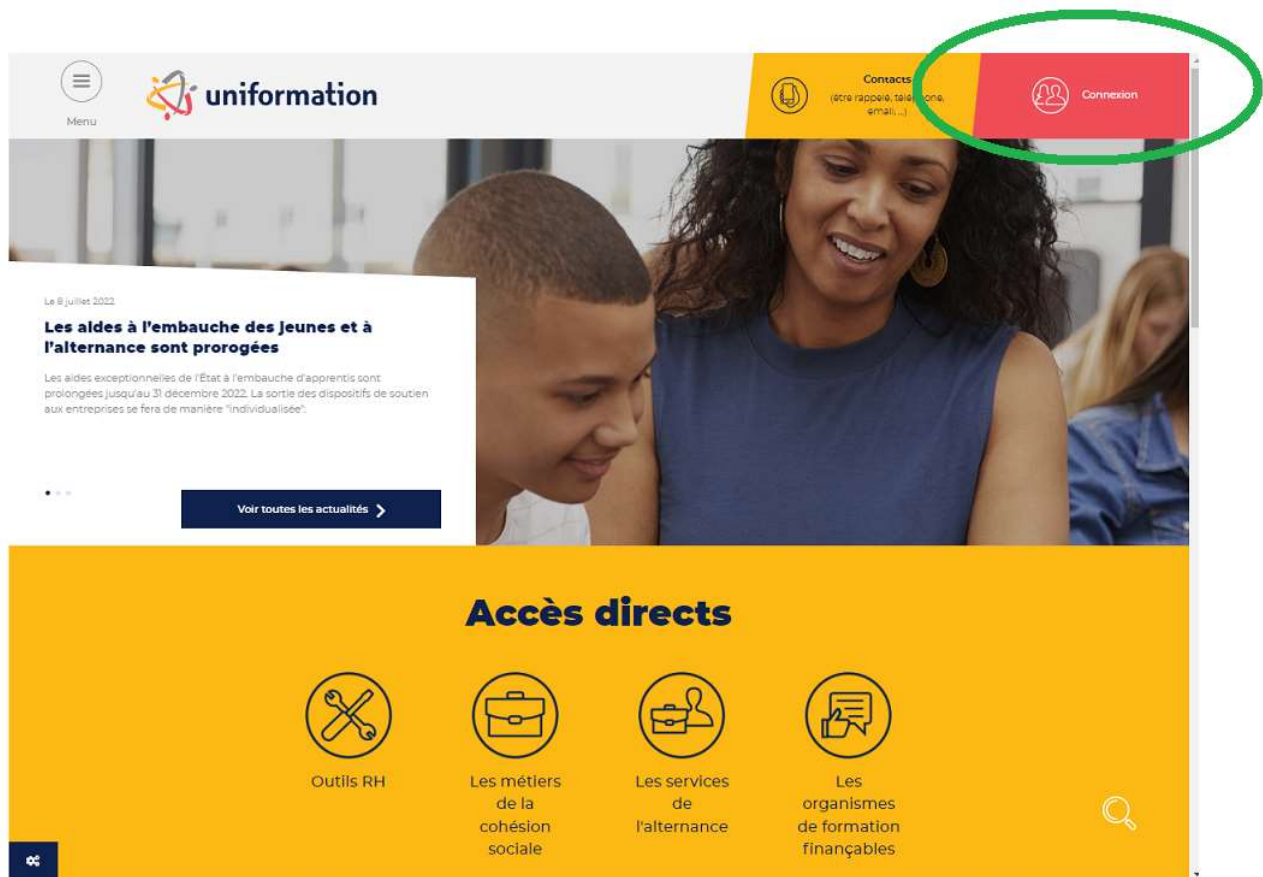 Menu
uniformation
Contacts
(être rappelé, téléphone,
email, ...)
Connexion
Le 8 juillet 2022
Les aides à l'embauche des jeunes et à
l'alternance sont prorogées
Les aides exceptionnelles de l'État à l'embauche d'apprentis sont
prolongées jusqu'au 31 décembre 2022. La sortie des dispositifs de soutien
aux entreprises se fera de manière "individualisée".
Voir toutes les actualités
Accès directs
Outils RH
Les métiers
de la
cohésion
sociale
Les services
de
l'alternance
Les
organismes
de formation
finançables